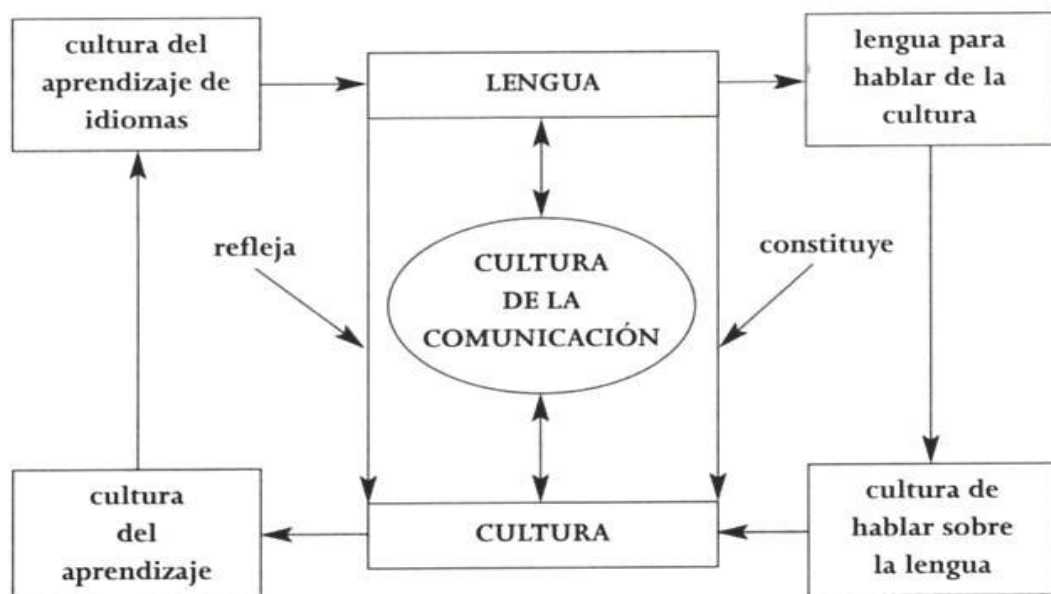 cultura del
aprendizaje de
idiomas
LENGUA
lengua para
hablar de la
cultura
refleja
constituye
CULTURA
DE LA
COMUNICACIÓN
cultura
del
aprendizaje
CULTURA
cultura de
hablar sobre
la lengua